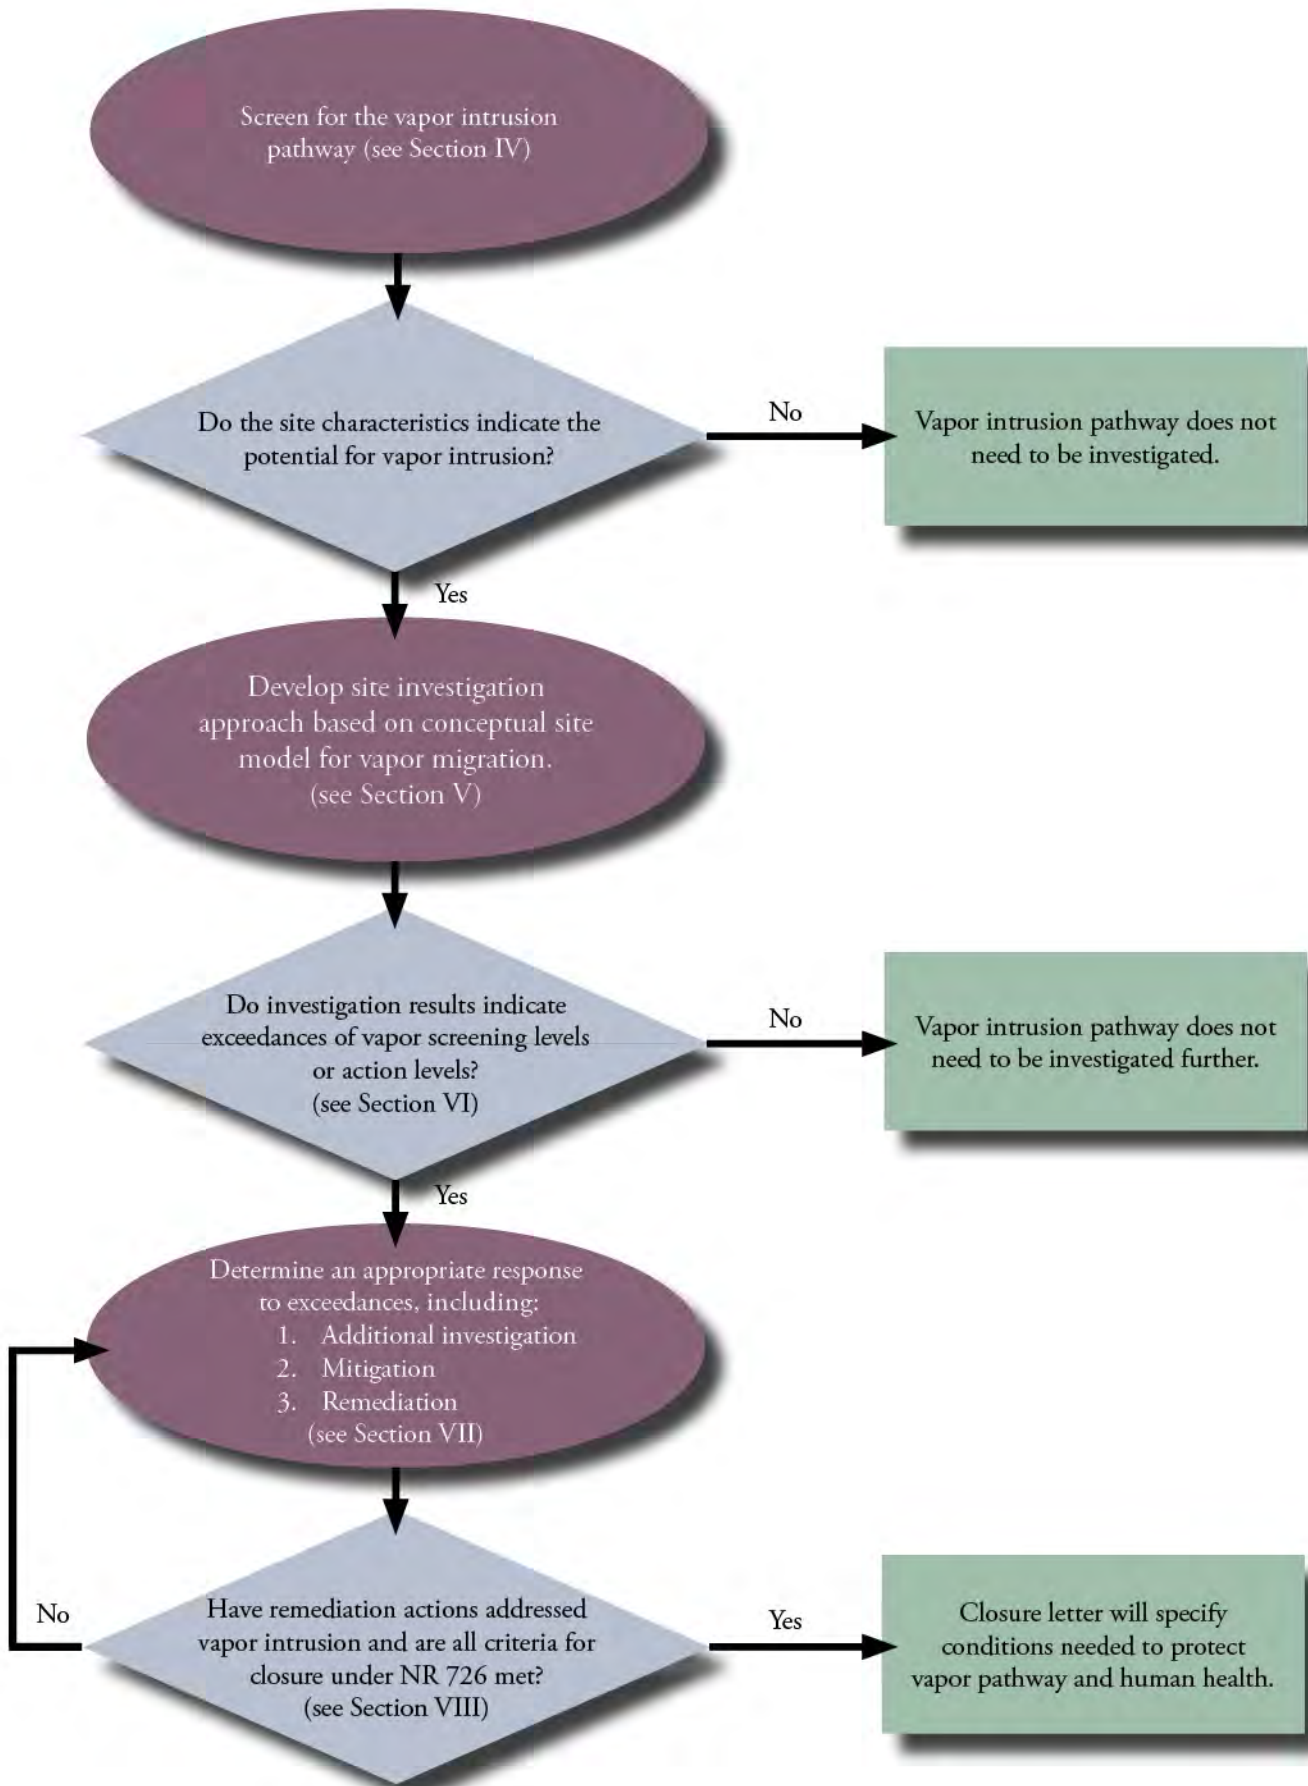 Screen for the vapor intrusion
pathway (see Section IV)
Do the site characteristics indicate the
potential for vapor intrusion?
No
Vapor intrusion pathway does not
need to be investigated.
Yes
Develop site investigation
approach based on conceptual site
model for vapor migration.
(see Section V)
Do investigation results indicate
exceedances of vapor screening levels
or action levels?
(see Section VI)
No
Vapor intrusion pathway does not
need to be investigated further.
Yes
Determine an appropriate response
to exceedances, including:
1. Additional investigation
2. Mitigation
3. Remediation
(see Section VII)
No
Have remediation actions addressed
vapor intrusion and are all criteria for
closure under NR 726 met?
(see Section VIII)
Yes
Closure letter will specify
conditions needed to protect
vapor pathway and human health.